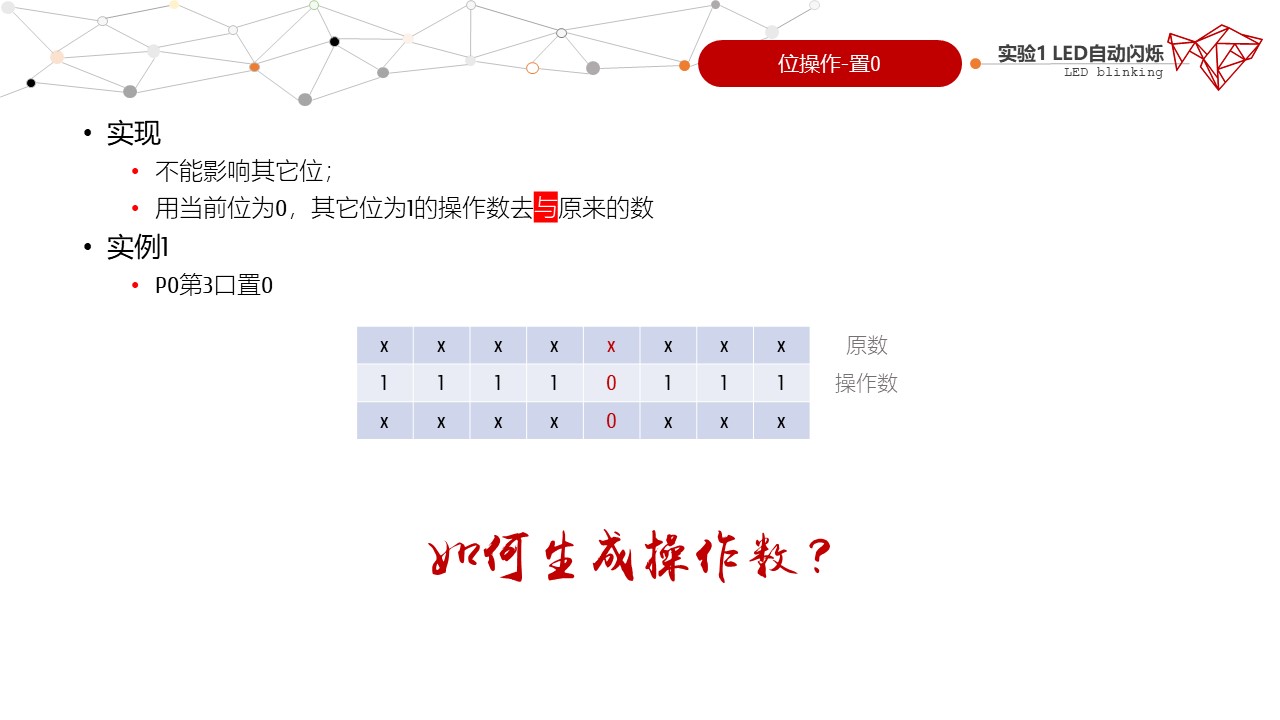 位操作-置0
实验1 LED自动闪烁
LED blinking
• 实现
• 不能影响其它位；
• 用当前位为0，其它位为1的操作数去与原来的数
• 实例1
• P0第3口置0
x x x x x x x x 原数
1 1 1 1 0 1 1 1 操作数
x x x x 0 x x x
如何生成操作数？